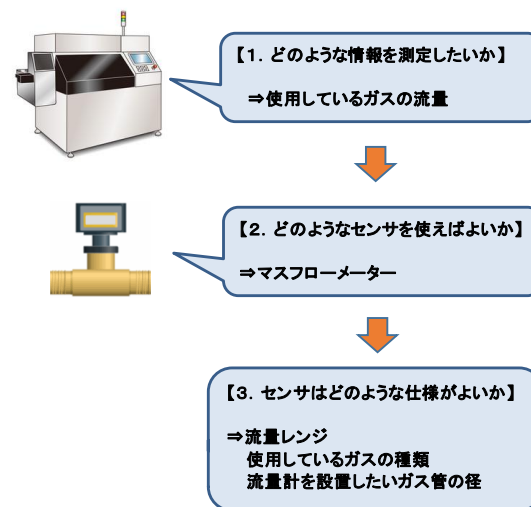 【1．どのような情報を測定したいか】
⇒使用しているガスの流量
【2．どのようなセンサを使えばよいか】
⇒マスフローメーター
【3．センサはどのような仕様がよいか】
⇒流量レンジ
使用しているガスの種類
流量計を設置したいガス管の径